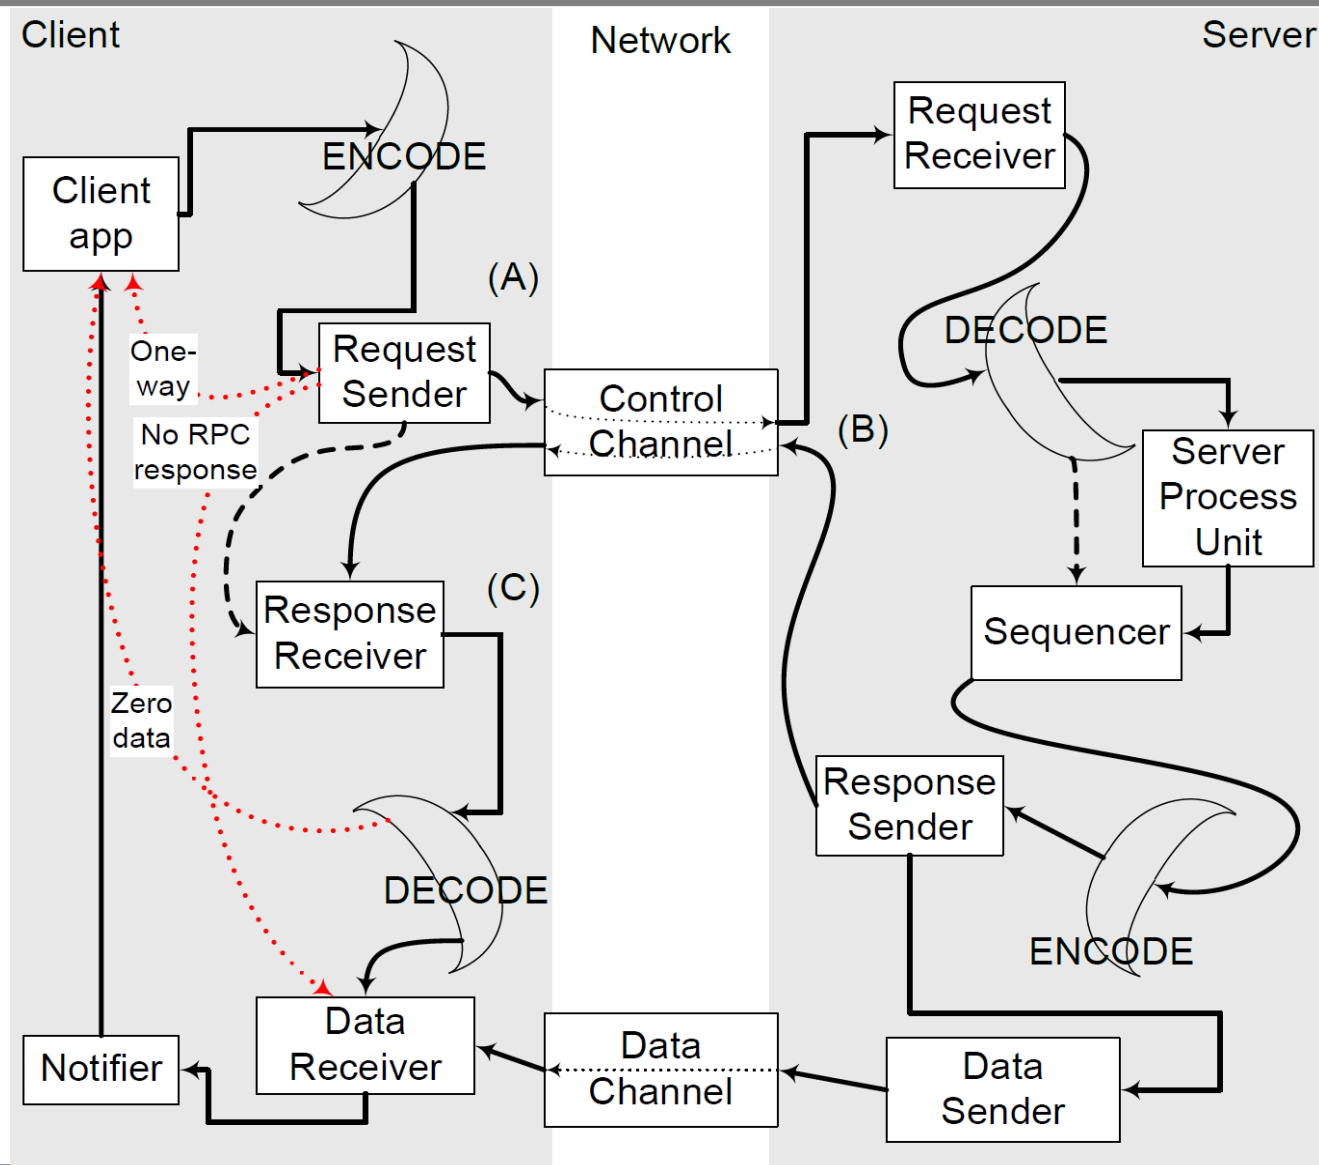 Client
Network
Server
Request
Receiver
ENCODE
Client
app
(A)
DECODE
One-
way
Request
Sender
Control
Channel
(B)
No RPC
response
Server
Process
Unit
(C)
Response
Receiver
Sequencer
Zero
data
Response
Sender
DECODE
ENCODE
Data
Receiver
Notifier
Data
Channel
Data
Sender